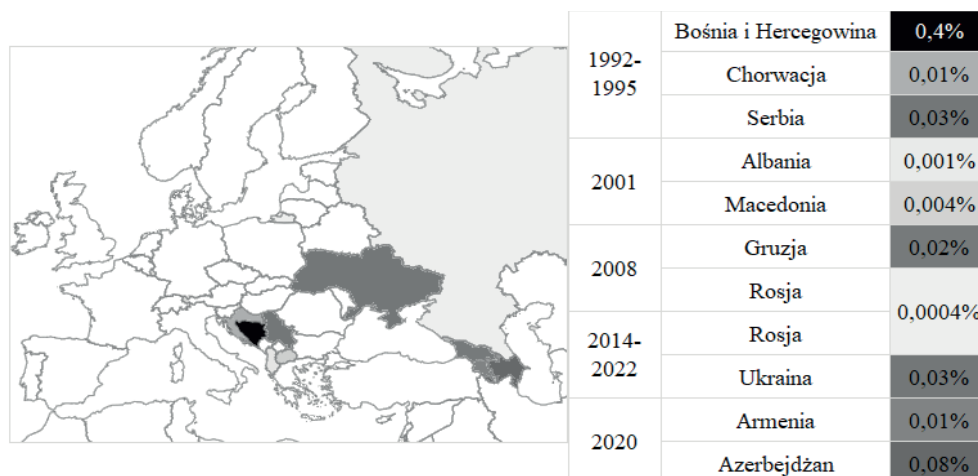 1992-
1995
Bośnia i Hercegowina 0,4%
Chorwacja 0,01%
Serbia 0,03%
2001
Albania 0,001%
Macedonia 0,004%
2008
Gruzja 0,02%
Rosja
0,0004%
2014-
2022
Rosja
Ukraina 0,03%
2020
Armenia 0,01%
Azerbejdżan 0,08%